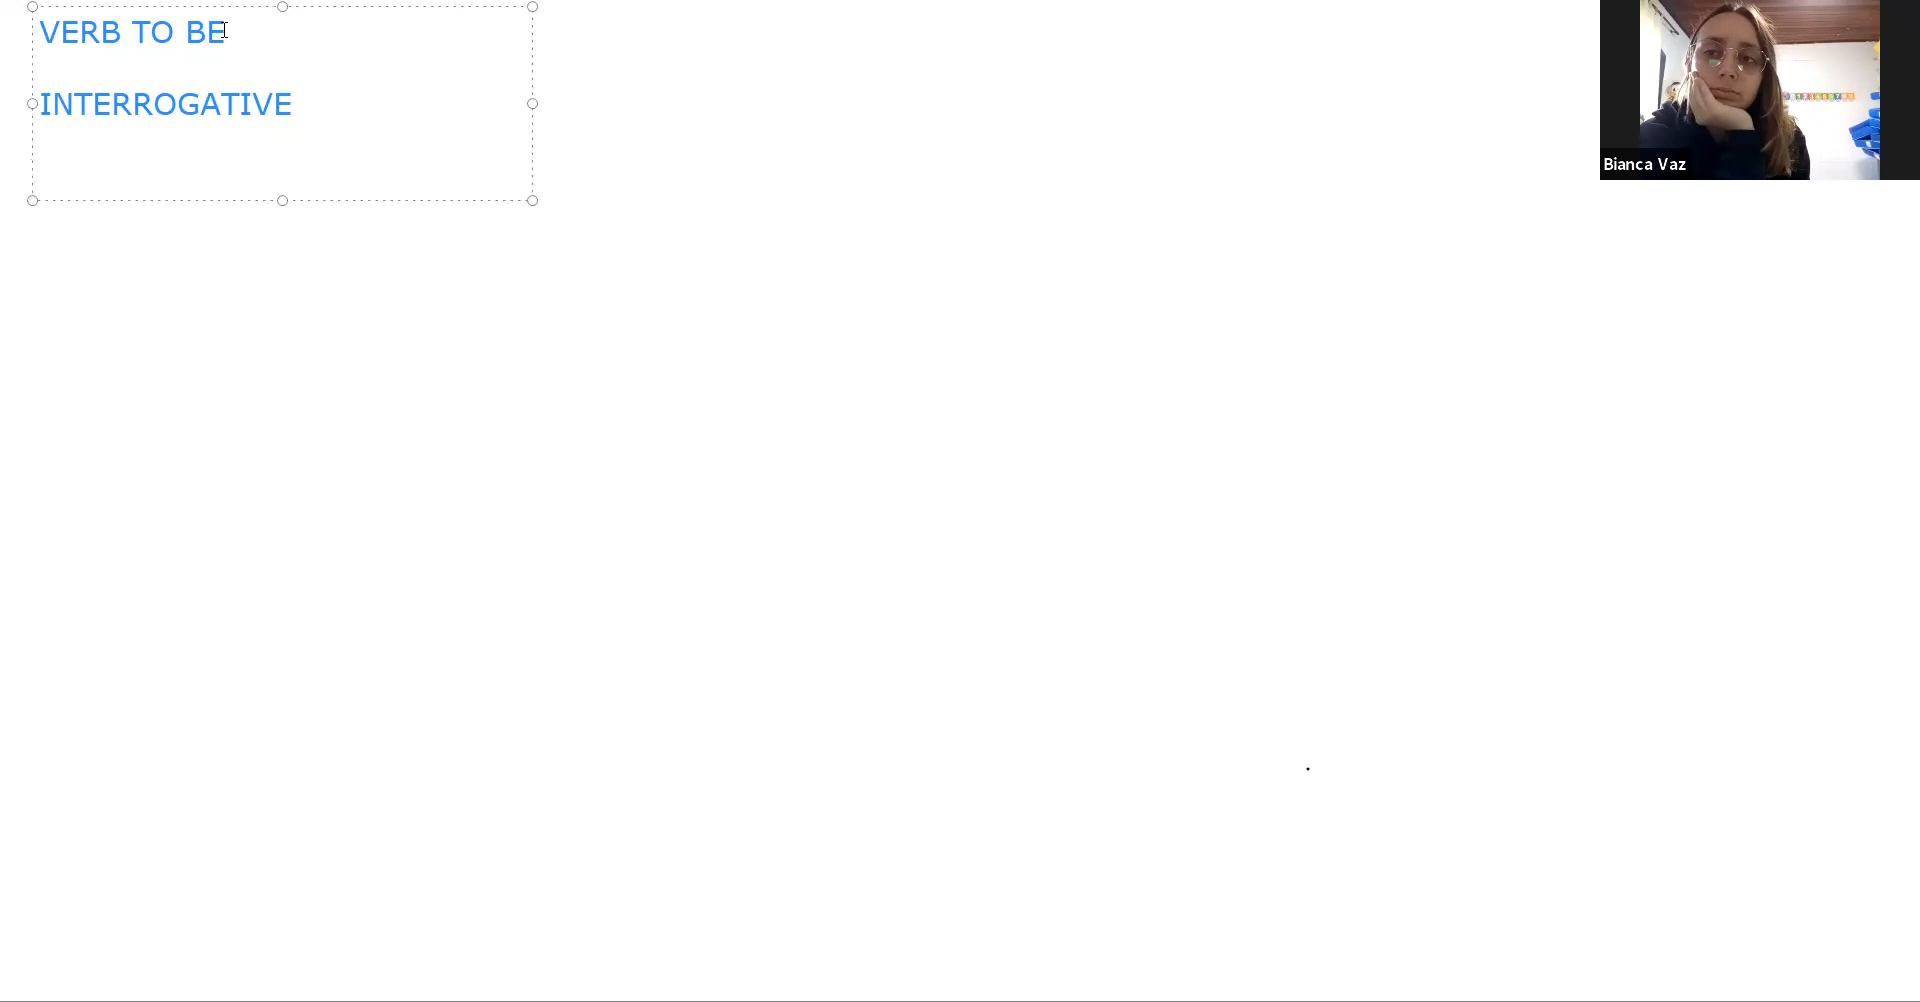 VERB TO BE
INTERROGATIVE
Bianca Vaz